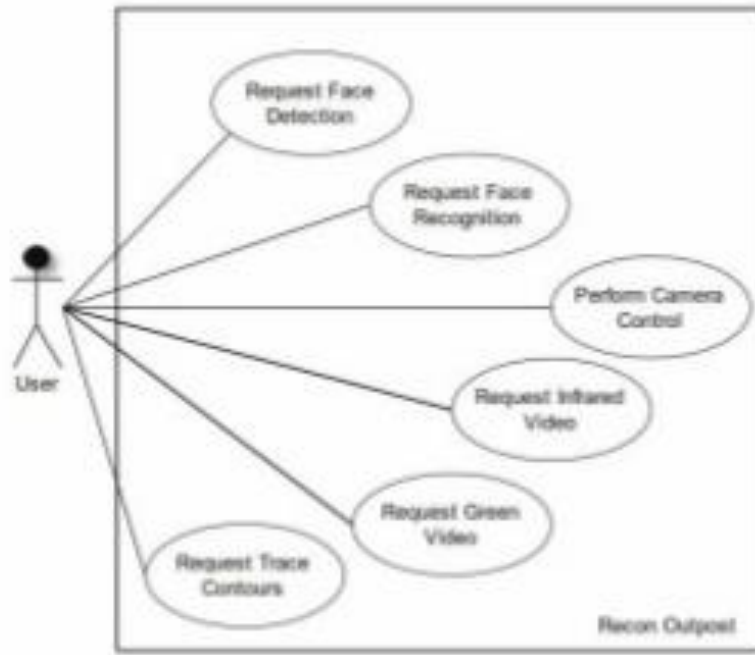 Request Face
Detection
Request Face
Recognition
Perform Camera
Control
User
Request Infrared
Video
Request Green
Video
Request Trace
Contours
Recon Outpost